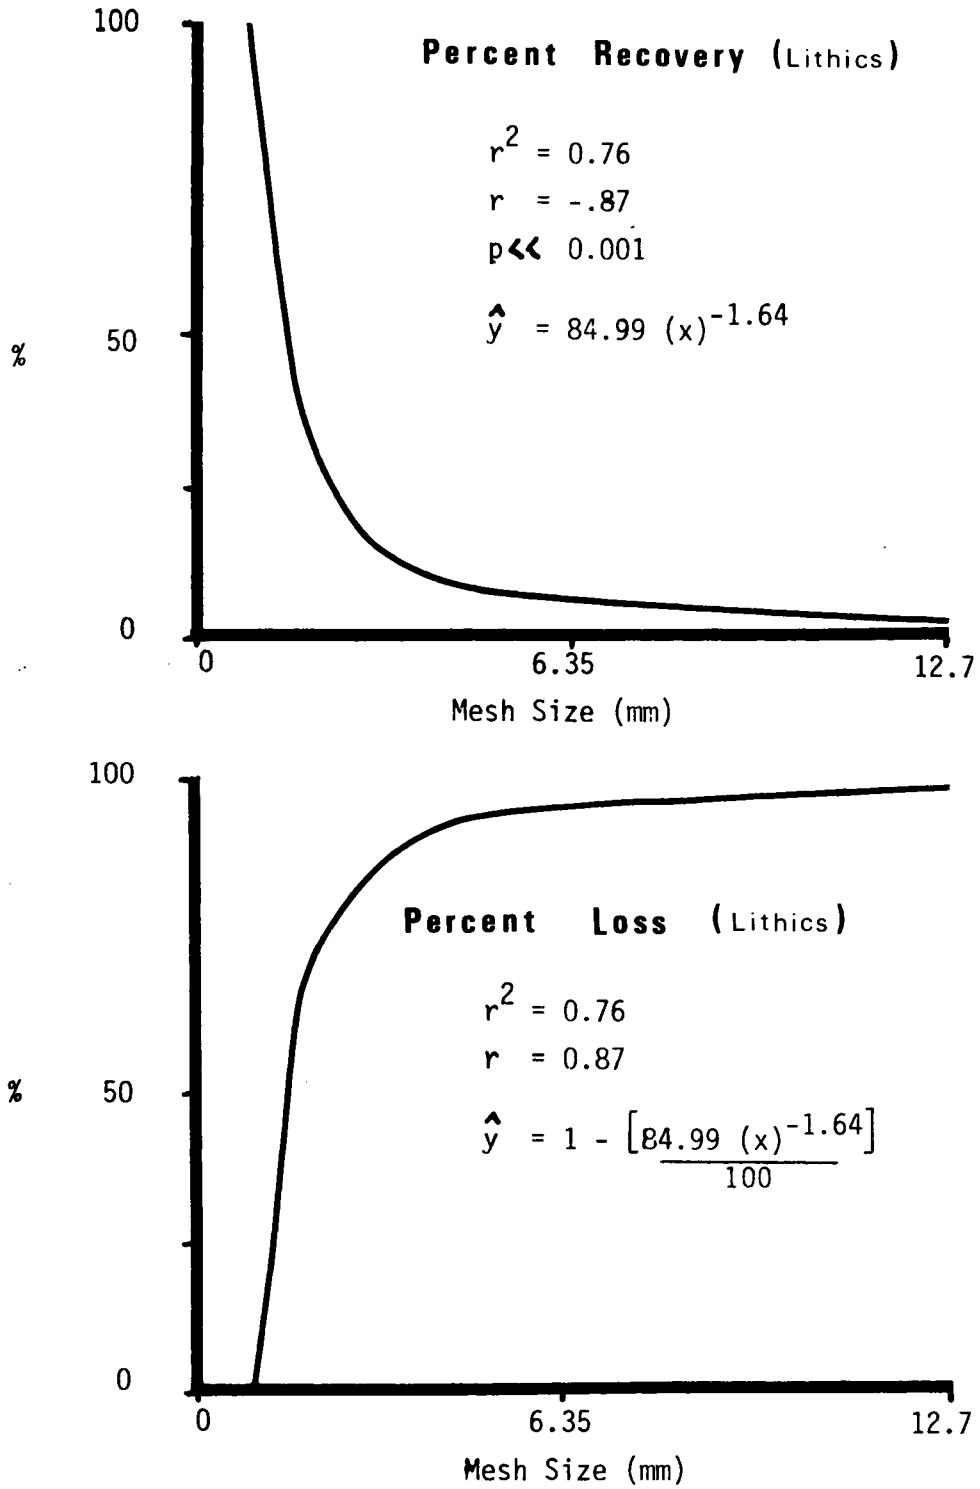 100
Percent Recovery (Lithics)
r² = 0.76
r = -.87
p<< 0.001
ŷ = 84.99 (x)^-1.64
50
%
0
0 6.35 12.7
Mesh Size (mm)
100
Percent Loss (Lithics)
r² = 0.76
r = 0.87
ŷ = 1 - [84.99 (x)^-1.64]
100
50
%
0
0 6.35 12.7
Mesh Size (mm)